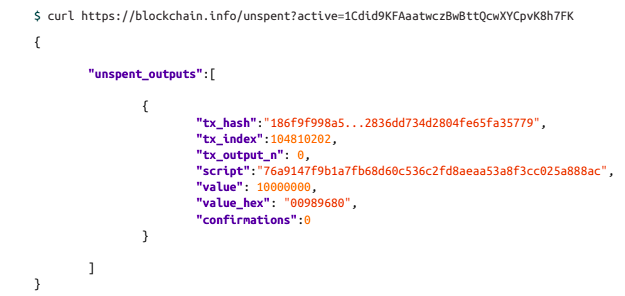 $ curl https://blockchain.info/unspent?active=1Cdid9KFAaatwczBwBttQcwXYCpvK8h7FK
{
"unspent_outputs":[
{
"tx_hash":"186f9f998a5...2836dd734d2804fe65fa35779",
"tx_index":104810202,
"tx_output_n": 0,
"script":"76a9147f9b1a7fb68d60c536c2fd8aeaa53a8f3cc025a888ac",
"value": 10000000,
"value_hex": "00989680",
"confirmations":0
}
]
}